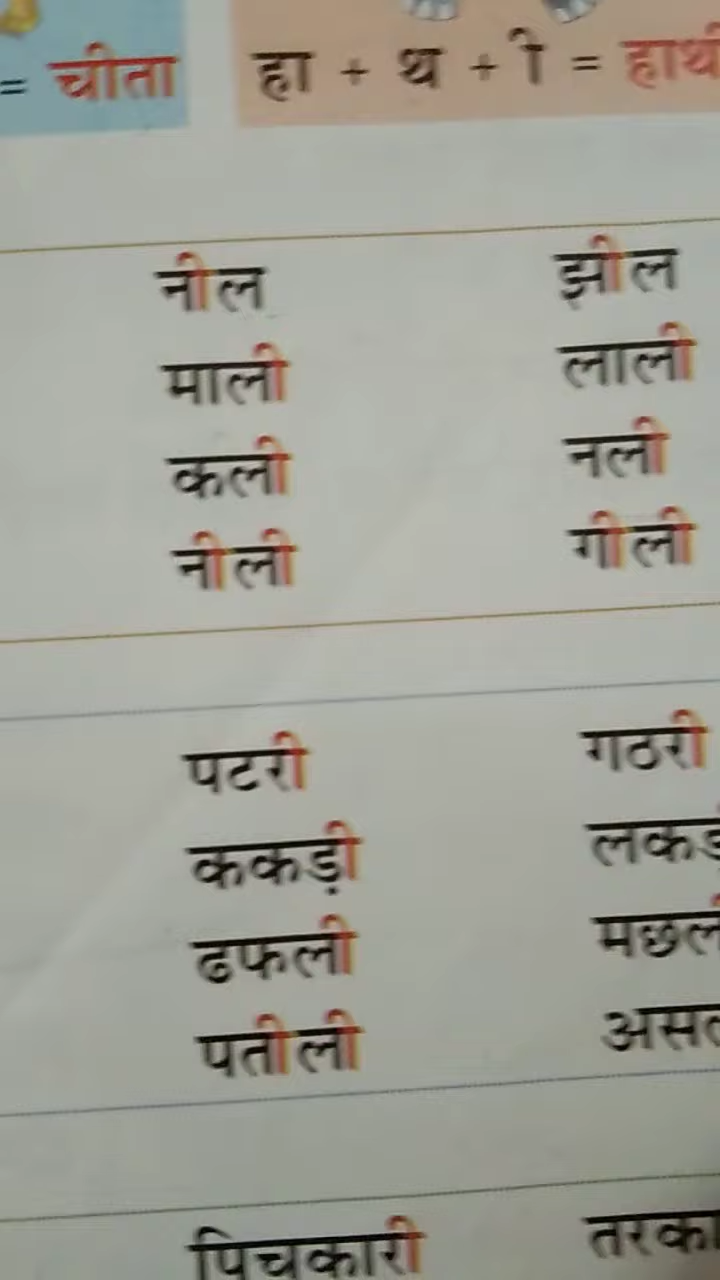 = चीता हा + थ + ी = हाथी
नील झील
माली लाली
कली नली
नीली गीली
पटरी गठरी
ककड़ी
ढफली
पतीली
पिचकारी